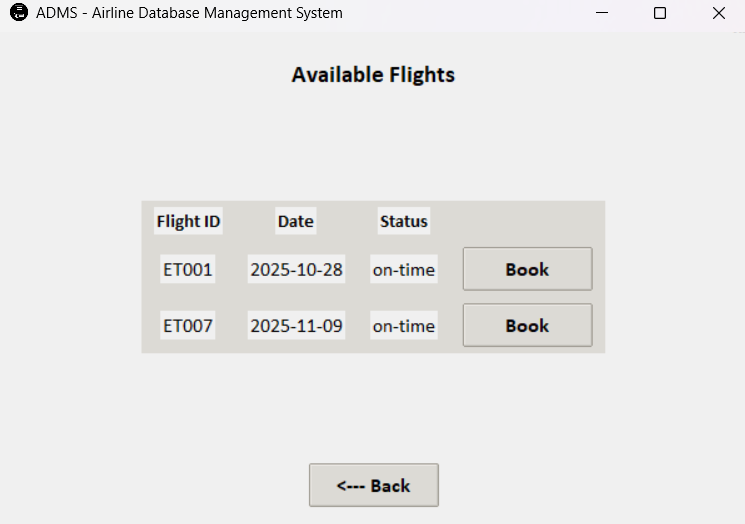 ADMS - Airline Database Management System
Available Flights
Flight ID Date Status
ET001 2025-10-28 on-time Book
ET007 2025-11-09 on-time Book
<--- Back